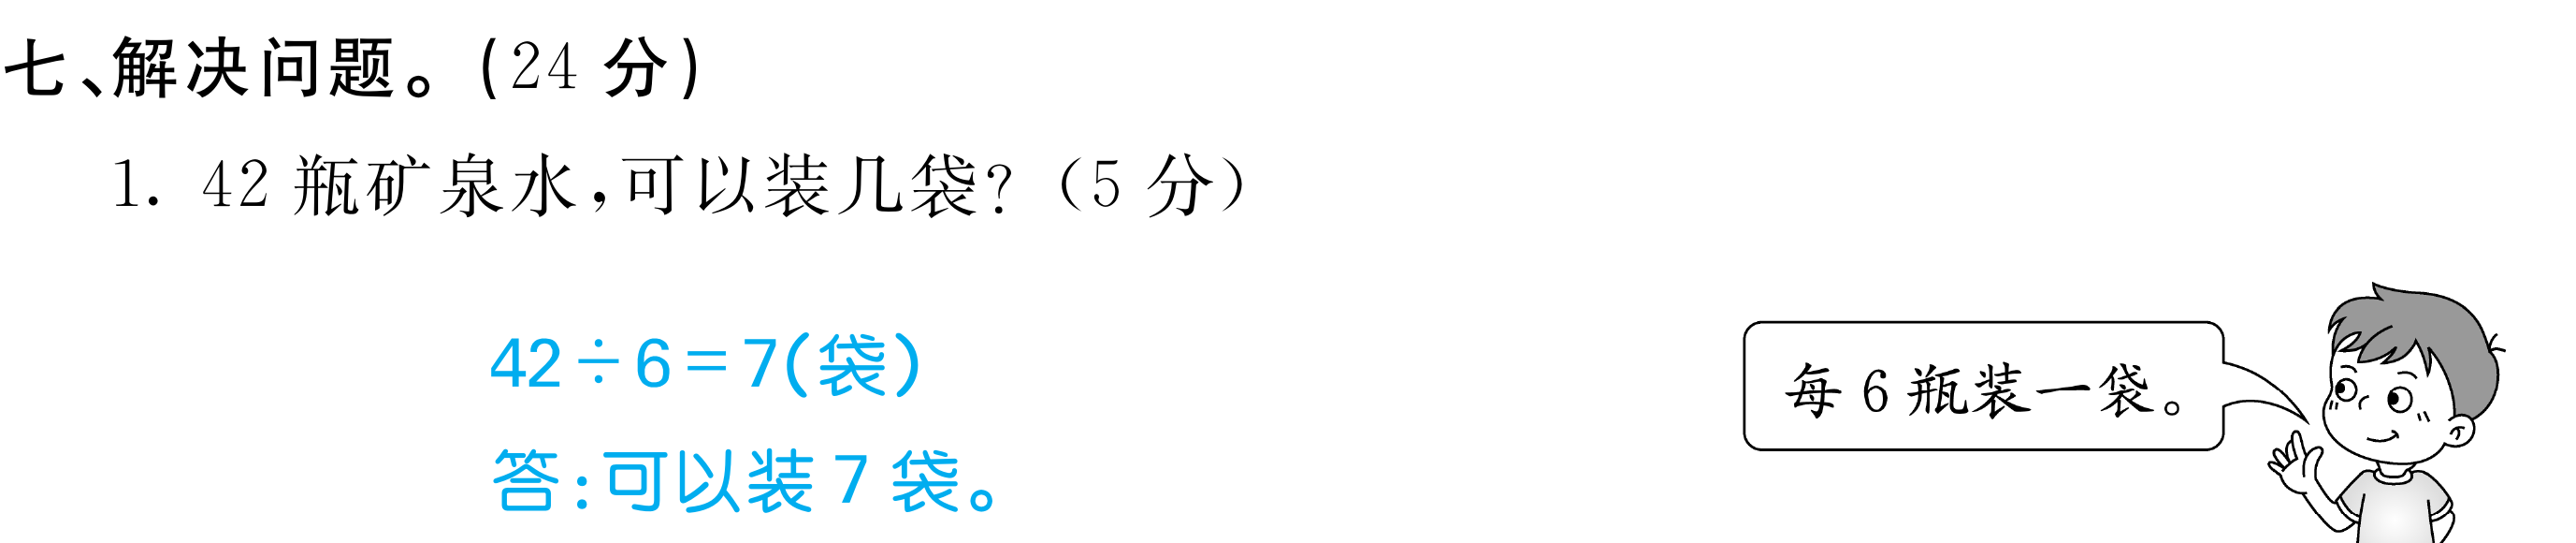 七、解决问题。(24 分)
1. 42 瓶矿泉水,可以装几袋?(5 分)
42÷6=7(袋)
每 6 瓶装一袋。
答:可以装 7 袋。